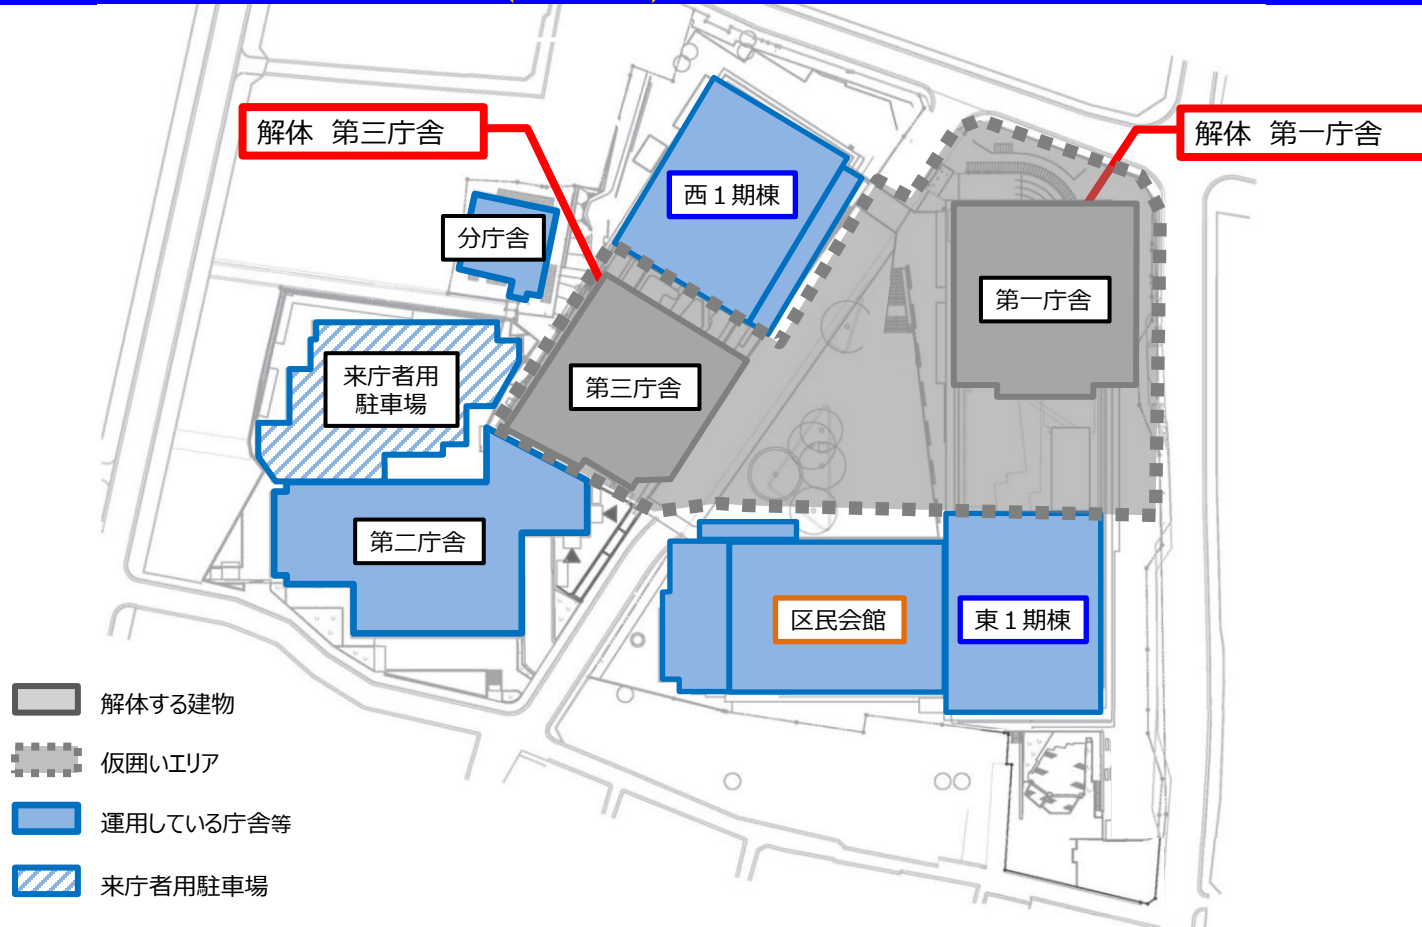 解体　第三庁舎
解体　第一庁舎
西１期棟
分庁舎
第一庁舎
来庁者用
駐車場
第三庁舎
第二庁舎
区民会館
東１期棟
解体する建物
仮囲いエリア
運用している庁舎等
来庁者用駐車場